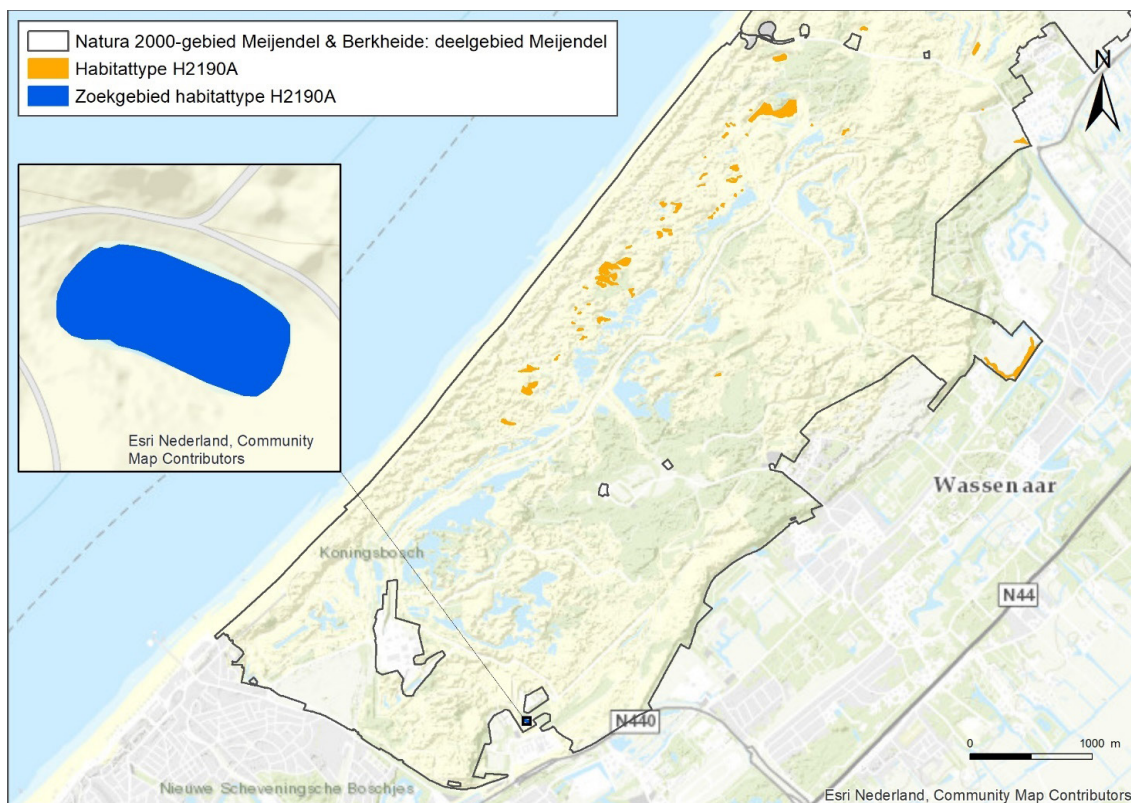 Natura 2000-gebied Meijendel & Berkheide: deelgebied Meijendel
Habitattype H2190A
Zoekgebied habitattype H2190A
N
Esri Nederland, Community
Map Contributors
Wassenaar
Koningsbosch
N44
N440
0 1000 m
Nieuwe Scheveningsche Boschjes
Esri Nederland, Community Map Contributors